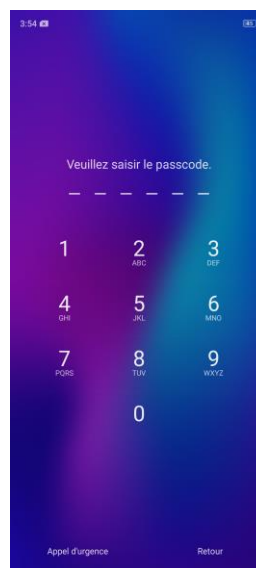 3:54
Veuillez saisir le passcode.
1 2 3
ABC DEF
4 5 6
GHI JKL MNO
7 8 9
PQRS TUV WXYZ
0
Appel d'urgence Retour